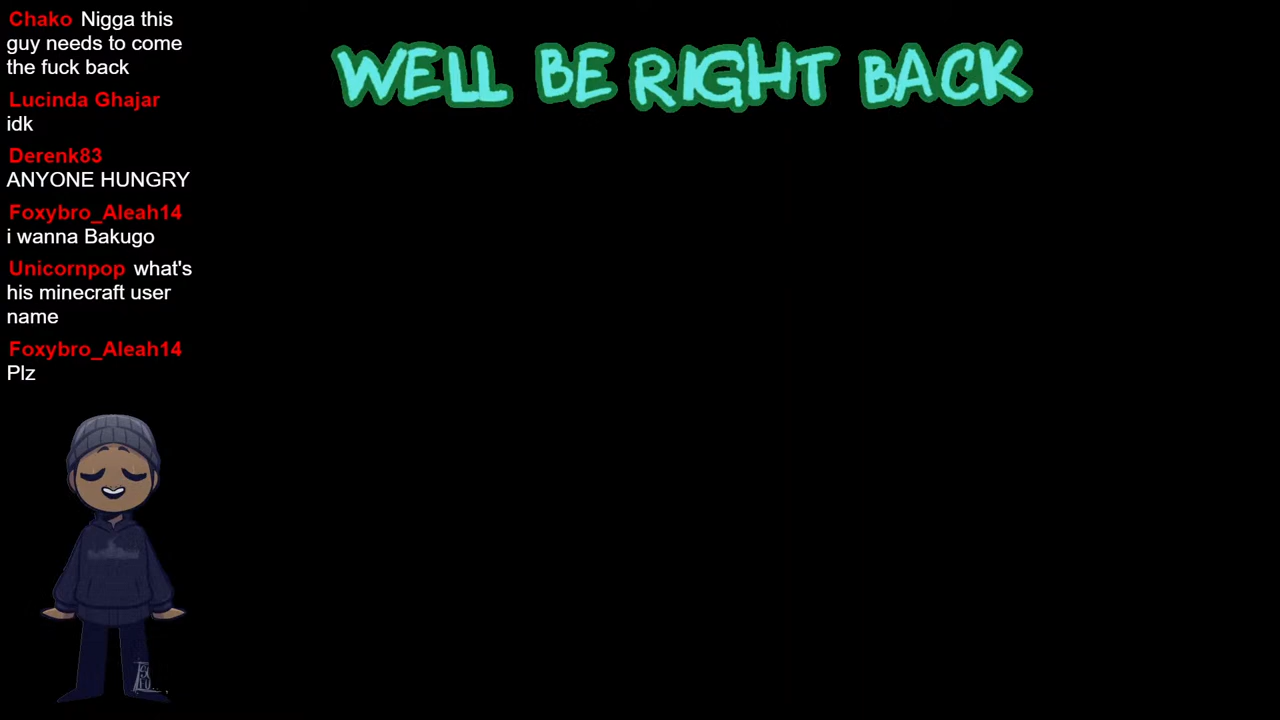 Chako Nigga this
guy needs to come
the fuck back
Lucinda Ghajar
idk
Derenk83
ANYONE HUNGRY
Foxybro_Aleah14
i wanna Bakugo
Unicornpop what's
his minecraft user
name
Foxybro_Aleah14
Plz
WELL BE RIGHT BACK